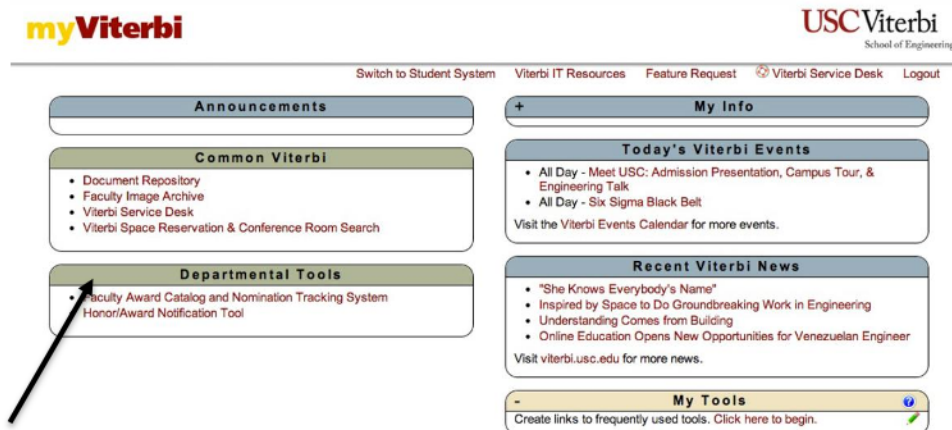 myViterbi
USC Viterbi
School of Engineering
Switch to Student System Viterbi IT Resources Feature Request Viterbi Service Desk Logout
Announcements
Common Viterbi
• Document Repository
• Faculty Image Archive
• Viterbi Service Desk
• Viterbi Space Reservation & Conference Room Search
Departmental Tools
• Faculty Award Catalog and Nomination Tracking System
Honor/Award Notification Tool
+ My Info
Today's Viterbi Events
• All Day - Meet USC: Admission Presentation, Campus Tour, &
Engineering Talk
• All Day - Six Sigma Black Belt
Visit the Viterbi Events Calendar for more events.
Recent Viterbi News
• "She Knows Everybody's Name"
• Inspired by Space to Do Groundbreaking Work in Engineering
• Understanding Comes from Building
• Online Education Opens New Opportunities for Venezuelan Engineer
Visit viterbi.usc.edu for more news.
- My Tools ?
Create links to frequently used tools. Click here to begin.